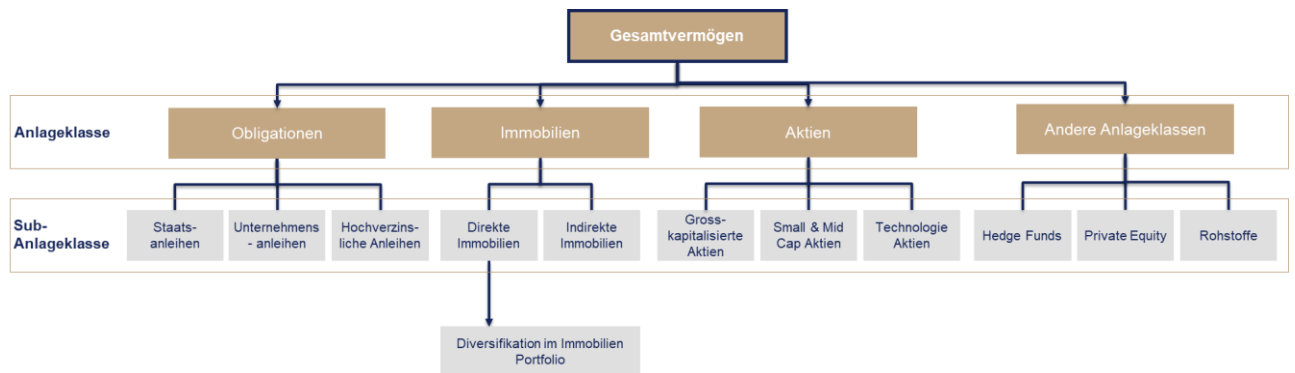 Gesamtvermögen
Anlageklasse
Obligationen
Immobilien
Aktien
Andere Anlageklassen
Sub-
Anlageklasse
Staats-
anleihen
Unternehmens
- anleihen
Hochverzins-
liche Anleihen
Direkte
Immobilien
Indirekte
Immobilien
Gross-
kapitalisierte
Aktien
Small & Mid
Cap Aktien
Technologie
Aktien
Hedge Funds
Private Equity
Rohstoffe
Diversifikation im Immobilien
Portfolio